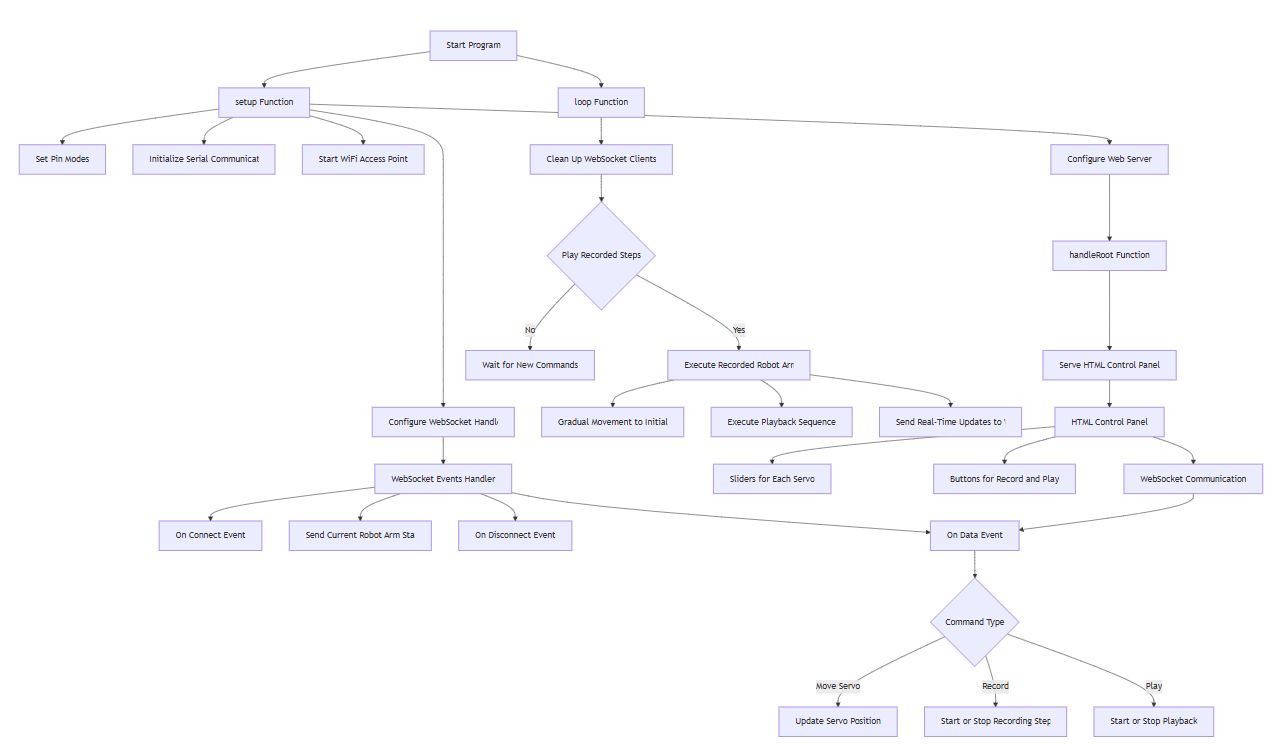 Start Program
setup Function
loop Function
Set Pin Modes
Initialize Serial Communicat
Start WiFi Access Point
Clean Up WebSocket Clients
Configure Web Server
Play Recorded Steps
handleRoot Function
No
Yes
Wait for New Commands
Execute Recorded Robot Arr
Serve HTML Control Panel
Configure WebSocket Handl
Gradual Movement to Initial
Execute Playback Sequence
Send Real-Time Updates to
HTML Control Panel
WebSocket Events Handler
Sliders for Each Servo
Buttons for Record and Play
WebSocket Communication
On Connect Event
Send Current Robot Arm Sta
On Disconnect Event
On Data Event
Command Type
Move Servo
Record
Play
Update Servo Position
Start or Stop Recording Step
Start or Stop Playback